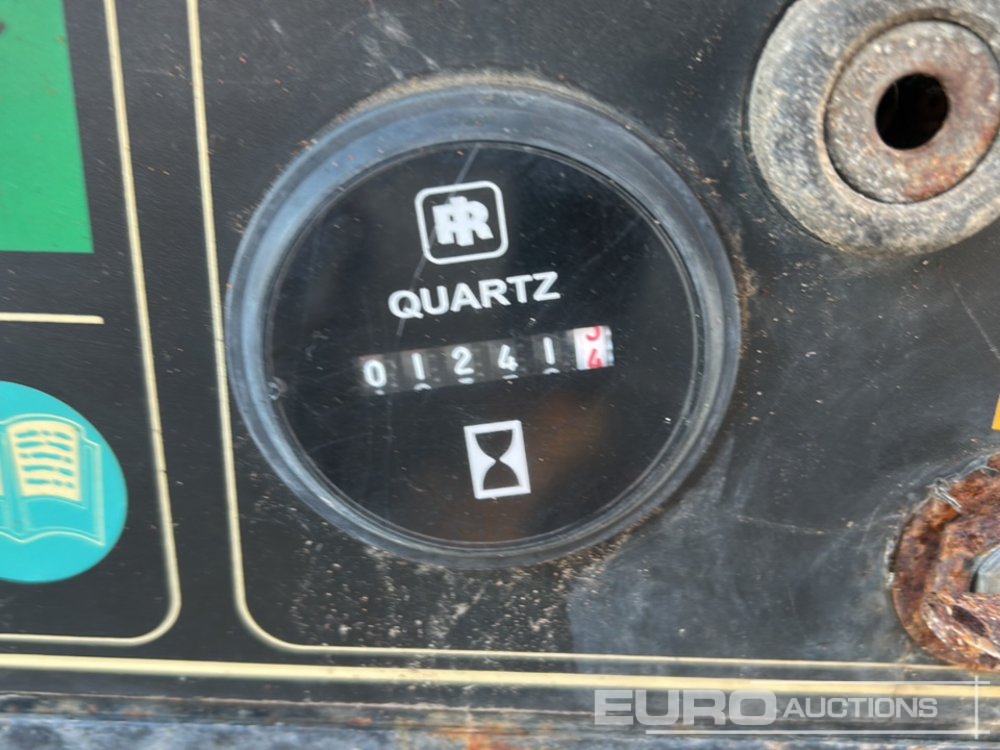 IR
QUARTZ
01241
EURO AUCTIONS